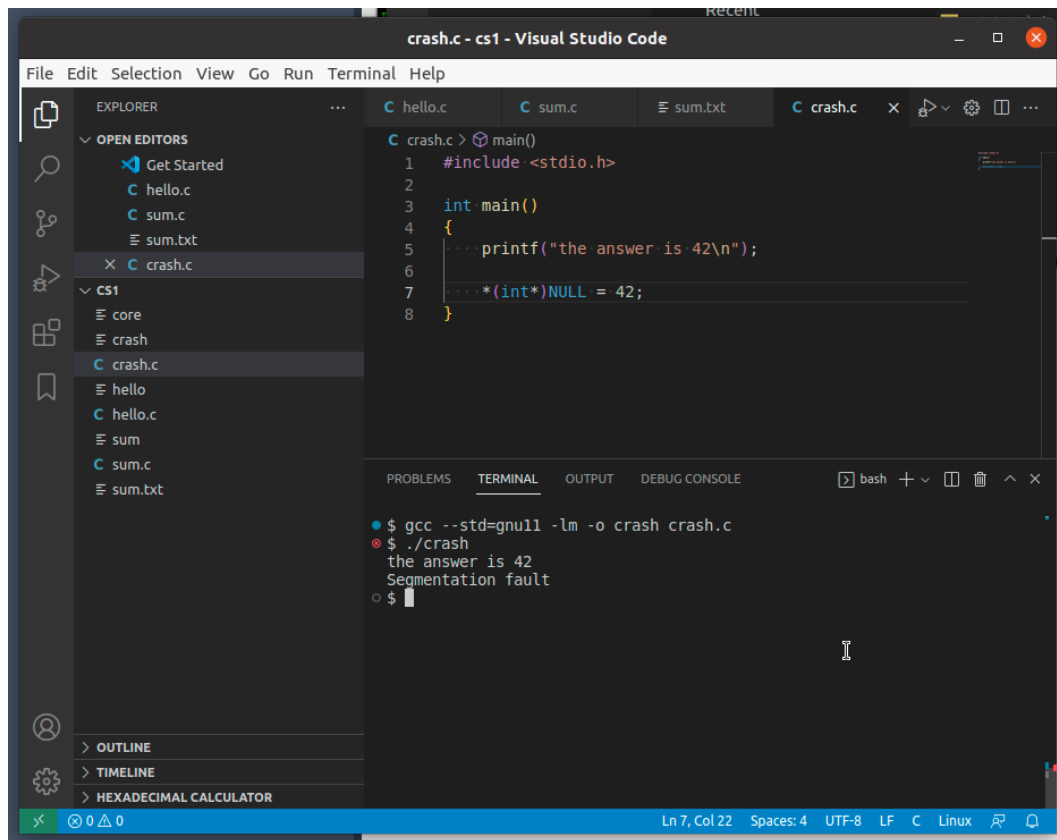 Recent
crash.c - cs1 - Visual Studio Code
File Edit Selection View Go Run Terminal Help
EXPLORER
OPEN EDITORS
Get Started
C hello.c
C sum.c
sum.txt
C crash.c
CS1
core
crash
C crash.c
hello
C hello.c
sum
C sum.c
sum.txt
OUTLINE
TIMELINE
HEXADECIMAL CALCULATOR
C hello.c C sum.c sum.txt C crash.c
C crash.c > main()
1 #include <stdio.h>
2
3 int main()
4 {
5 printf("the answer is 42\n");
6
7 *(int*)NULL = 42;
8 }
PROBLEMS TERMINAL OUTPUT DEBUG CONSOLE bash
$ gcc --std=gnu11 -lm -o crash crash.c
$ ./crash
the answer is 42
Segmentation fault
$
0 0 Ln 7, Col 22 Spaces: 4 UTF-8 LF C Linux